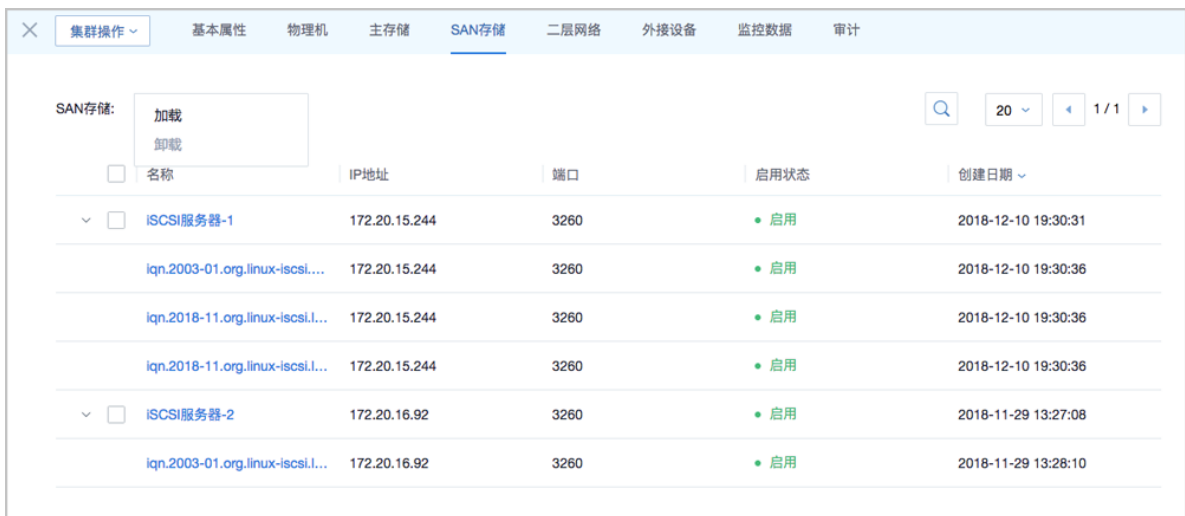 集群操作 基本属性 物理机 主存储 SAN存储 二层网络 外接设备 监控数据 审计
SAN存储: 加载 20 1 / 1
卸载
名称 IP地址 端口 启用状态 创建日期
iSCSI服务器-1 172.20.15.244 3260 启用 2018-12-10 19:30:31
iqn.2003-01.org.linux-iscsi.... 172.20.15.244 3260 启用 2018-12-10 19:30:36
iqn.2018-11.org.linux-iscsi.l... 172.20.15.244 3260 启用 2018-12-10 19:30:36
iqn.2018-11.org.linux-iscsi.l... 172.20.15.244 3260 启用 2018-12-10 19:30:36
iSCSI服务器-2 172.20.16.92 3260 启用 2018-11-29 13:27:08
iqn.2003-01.org.linux-iscsi.l... 172.20.16.92 3260 启用 2018-11-29 13:28:10